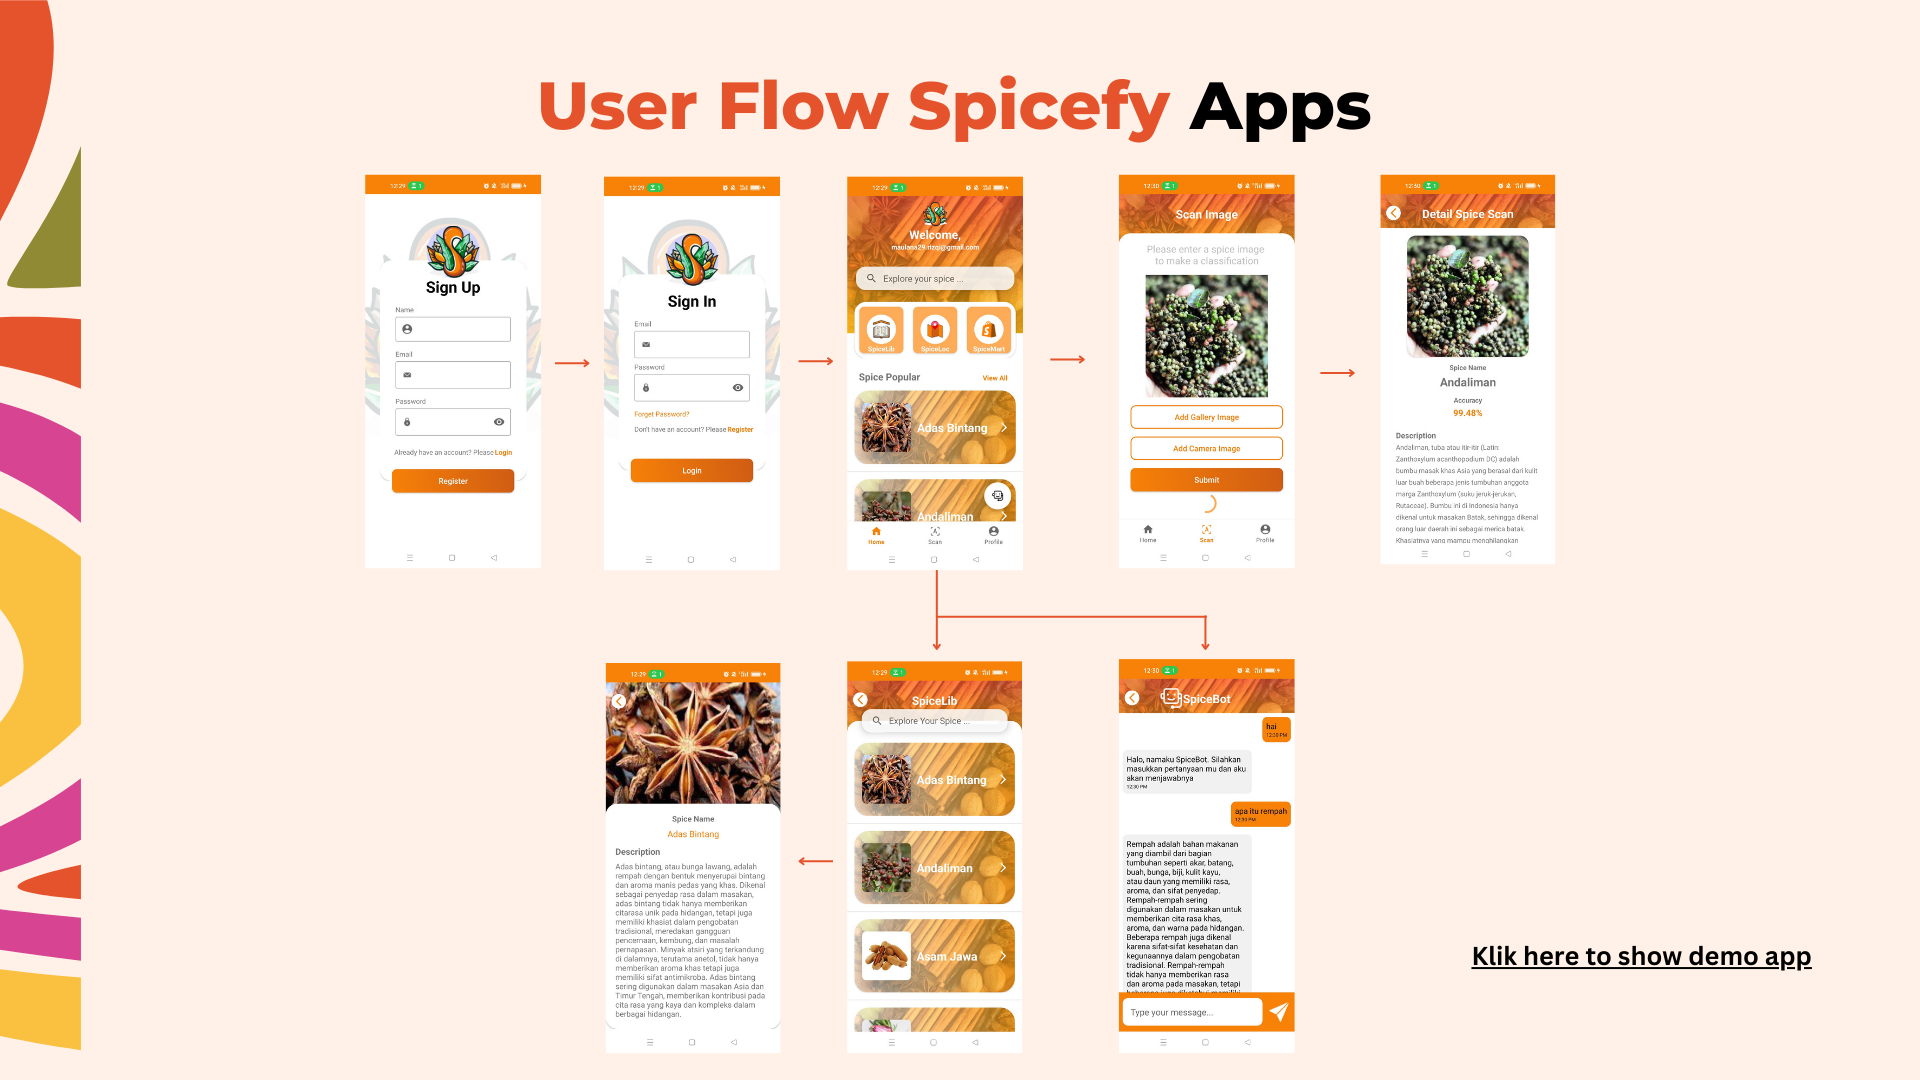 User Flow Spicefy Apps
12:29
Sign Up
Name
Email
Password
Already have an account? Please Login
Register
12:29
Sign In
Email
Password
Forget Password?
Don't have an account? Please Register
Login
12:29
Welcome,
maulana29.rizqi@gmail.com
Explore your spice ...
SpiceLib
SpiceLoc
SpiceMart
Spice Popular
View All
Adas Bintang
Andaliman
Home
Scan
Profile
12:30
Scan Image
Please enter a spice image
to make a classification
Add Gallery Image
Add Camera Image
Submit
Home
Scan
Profile
12:30
Detail Spice Scan
Spice Name
Andaliman
Accuracy
99.48%
Description
Andaliman, tuba atau itir-itir (Latin:
Zanthoxylum acanthopodium DC) adalah
bumbu masak khas Asia yang berasal dari kulit
luar buah beberapa jenis tumbuhan anggota
marga Zanthoxylum (suku jeruk-jerukan,
Rutaceae). Bumbu ini di Indonesia hanya
dikenal untuk masakan Batak, sehingga dikenal
orang luar daerah ini sebagai merica batak.
Khasiatnya yang mampu menghilangkan
12:29
Spice Name
Adas Bintang
Description
Adas bintang, atau bunga lawang, adalah
rempah dengan bentuk menyerupai bintang
dan aroma manis pedas yang khas. Dikenal
sebagai penyedap rasa dalam masakan,
adas bintang tidak hanya memberikan
citarasa unik pada hidangan, tetapi juga
memiliki khasiat dalam pengobatan
tradisional, meredakan gangguan
pencernaan, kembung, dan masalah
pernapasan. Minyak atsiri yang terkandung
di dalamnya, terutama anetol, tidak hanya
memberikan aroma khas tetapi juga
memiliki sifat antimikroba. Adas bintang
sering digunakan dalam masakan Asia dan
Timur Tengah, memberikan kontribusi pada
cita rasa yang kaya dan kompleks dalam
berbagai hidangan.
12:29
SpiceLib
Explore Your Spice ...
Adas Bintang
Andaliman
Asam Jawa
12:30
SpiceBot
hai
12:30 PM
Halo, namaku SpiceBot. Silahkan
masukkan pertanyaan mu dan aku
akan menjawabnya
12:30 PM
apa itu rempah
12:30 PM
Rempah adalah bahan makanan
yang diambil dari bagian
tumbuhan seperti akar, batang,
buah, bunga, biji, kulit kayu,
atau daun yang memiliki rasa,
aroma, dan sifat penyedap.
Rempah-rempah sering
digunakan dalam masakan untuk
memberikan cita rasa khas,
aroma, dan warna pada hidangan.
Beberapa rempah juga dikenal
karena sifat-sifat kesehatan dan
kegunaannya dalam pengobatan
tradisional. Rempah-rempah
tidak hanya memberikan rasa
dan aroma pada masakan, tetapi
Type your message...
Klik here to show demo app